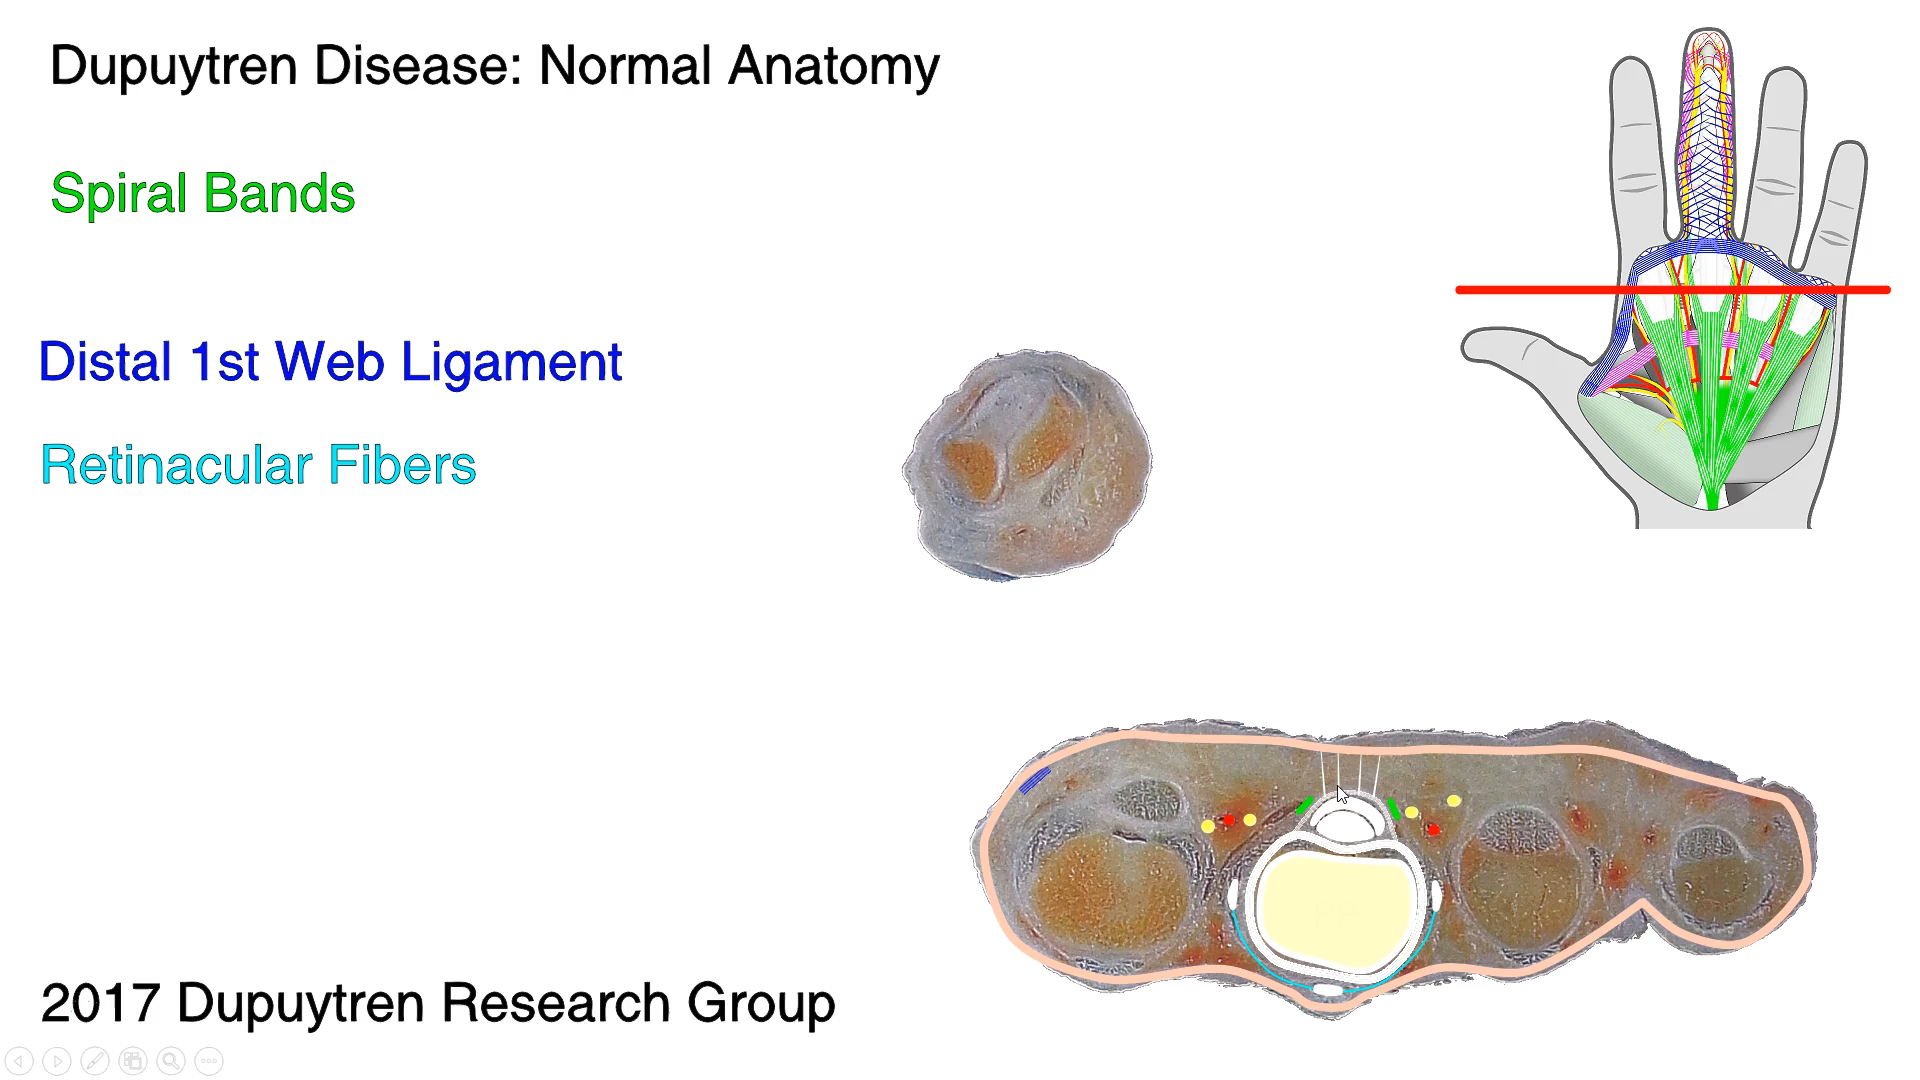 Dupuytren Disease: Normal Anatomy
Spiral Bands
Distal 1st Web Ligament
Retinacular Fibers
2017 Dupuytren Research Group